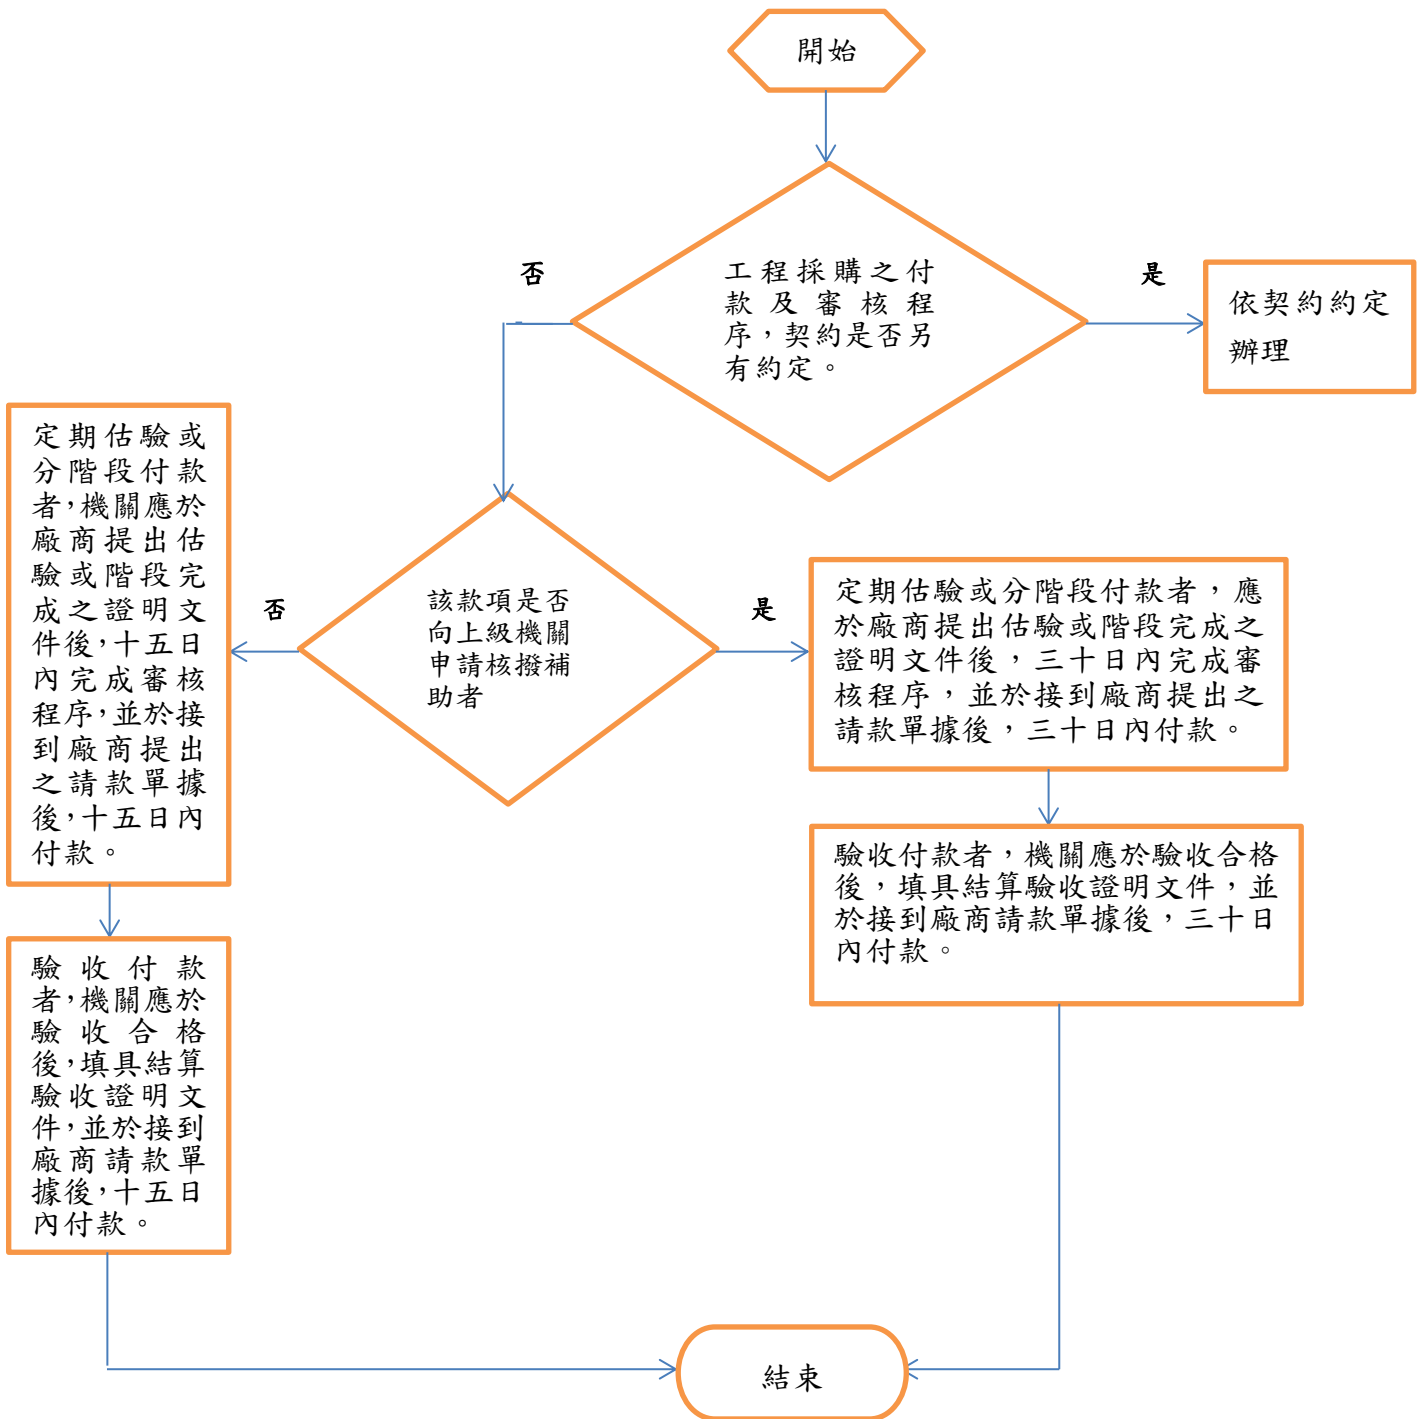 開始
工程採購之付
款及審核程
序，契約是否另
有約定。
否
是
依契約約定
辦理
該款項是否
向上級機關
申請核撥補
助者
否
是
定期估驗或
分階段付款
者，機關應於
廠商提出估
驗或階段完
成之證明文
件後，十五日
內完成審核
程序，並於接
到廠商提出
之請款單據
後，十五日內
付款。
定期估驗或分階段付款者，應
於廠商提出估驗或階段完成之
證明文件後，三十日內完成審
核程序，並於接到廠商提出之
請款單據後，三十日內付款。
驗收付款者，機關應於驗收合格
後，填具結算驗收證明文件，並
於接到廠商請款單據後，三十日
內付款。
驗收付款
者，機關應於
驗收合格
後，填具結算
驗收證明文
件，並於接到
廠商請款單
據後，十五日
內付款。
結束